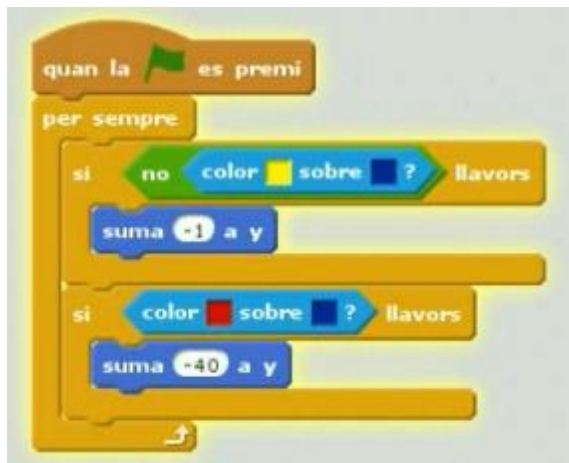 quan la es premi
per sempre
si no color sobre ? llavors
suma -1 a y
si color sobre ? llavors
suma -40 a y